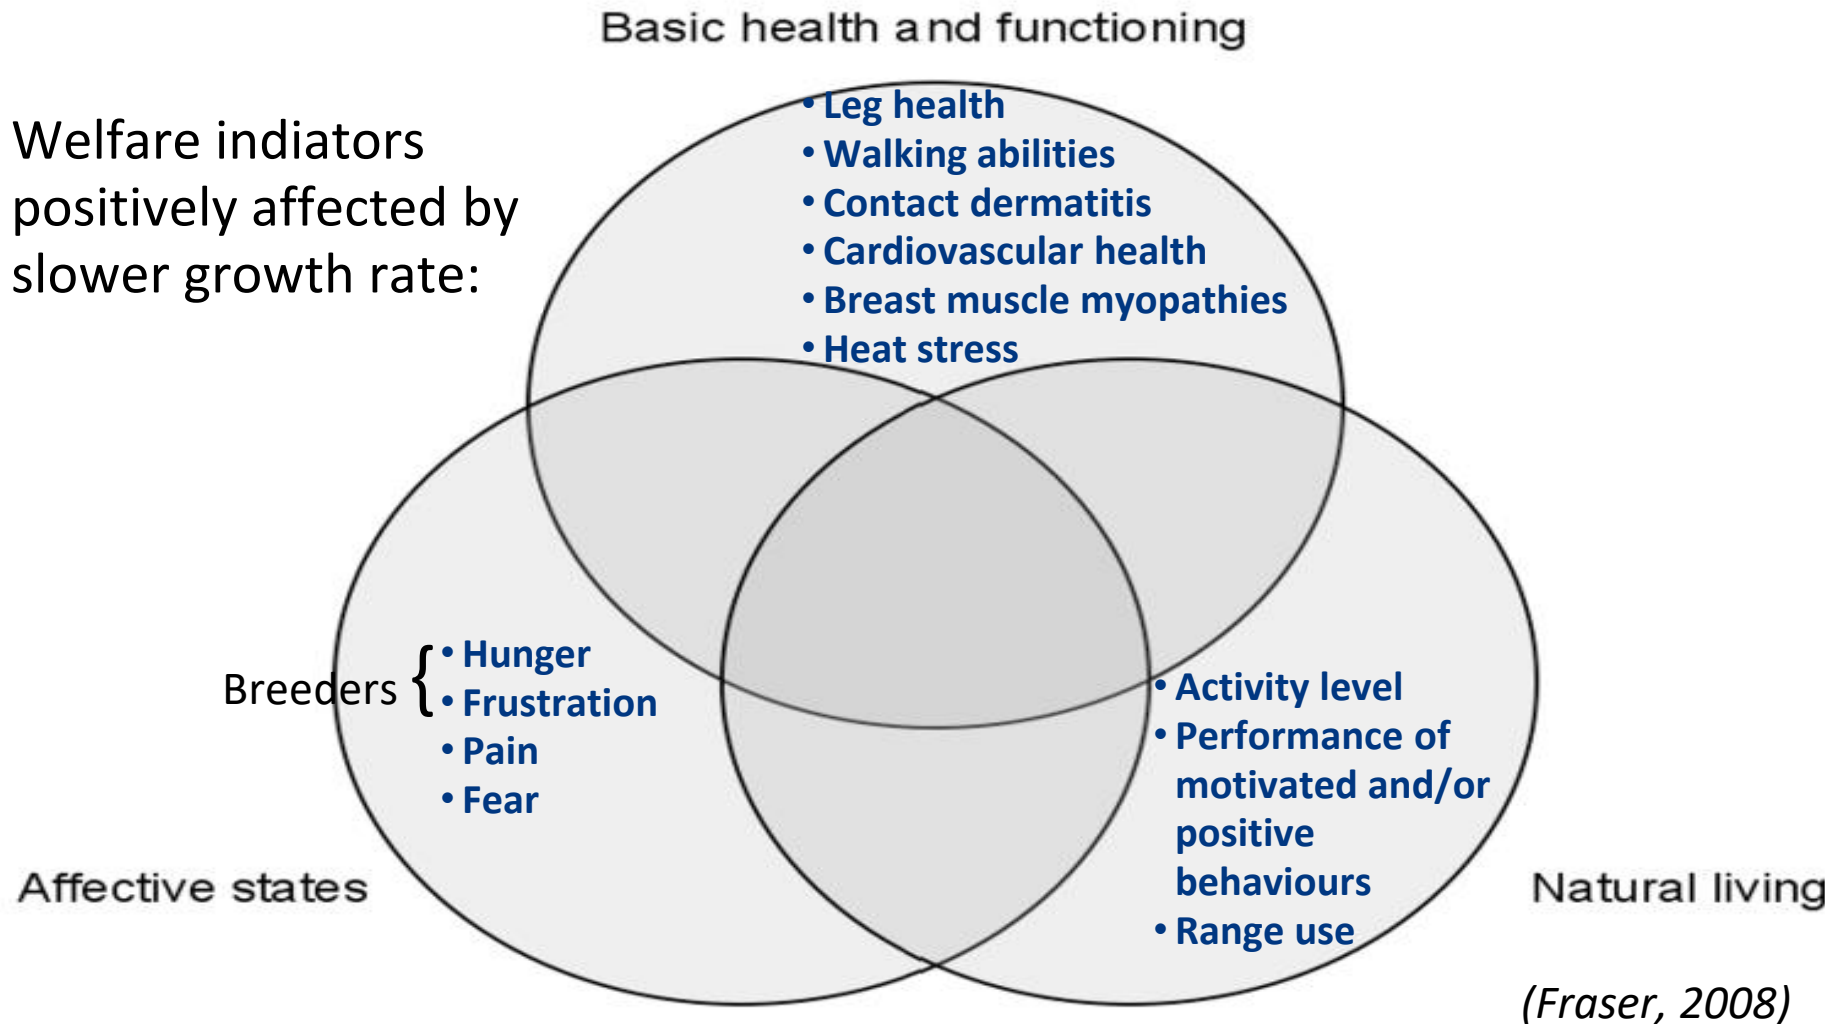 Basic health and functioning
Welfare indiators
positively affected by
slower growth rate:
• Leg health
• Walking abilities
• Contact dermatitis
• Cardiovascular health
• Breast muscle myopathies
• Heat stress
Breeders {
• Hunger
• Frustration
• Pain
• Fear
• Activity level
• Performance of
motivated and/or
positive
behaviours
• Range use
Affective states
Natural living
(Fraser, 2008)